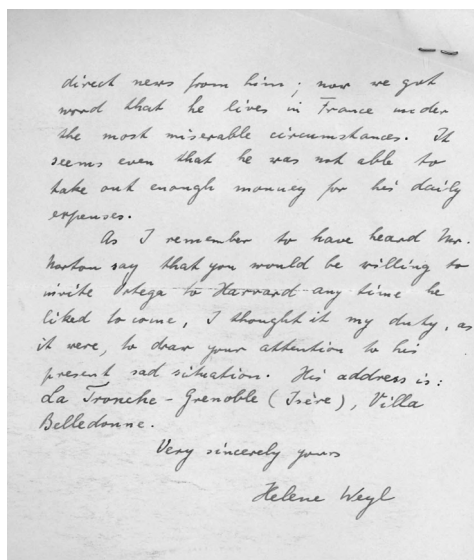 direct news from him; now we got
word that he lives in France under
the most miserable circumstances. It
seems even that he was not able to
take out enough monney for his daily
expenses.
As I remember to have heard Mr.
Norton say that you would be willing to
invite Ortega to Harvard any time he
liked to come, I thought it my duty, as
it were, to draw your attention to his
present sad situation. His address is:
La Tronche - Grenoble (Isère), Villa
Belledonne.
Very sincerely yours
Helene Weyl